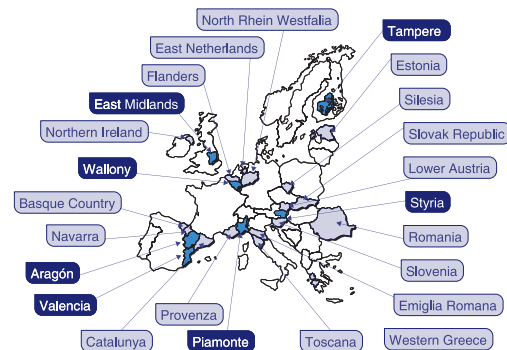 North Rhein Westfalia
East Netherlands
Tampere
Flanders
Estonia
East Midlands
Silesia
Northern Ireland
Slovak Republic
Wallony
Lower Austria
Basque Country
Styria
Navarra
Romania
Aragón
Slovenia
Valencia
Provenza
Emiglia Romana
Catalunya
Piamonte
Toscana
Western Greece